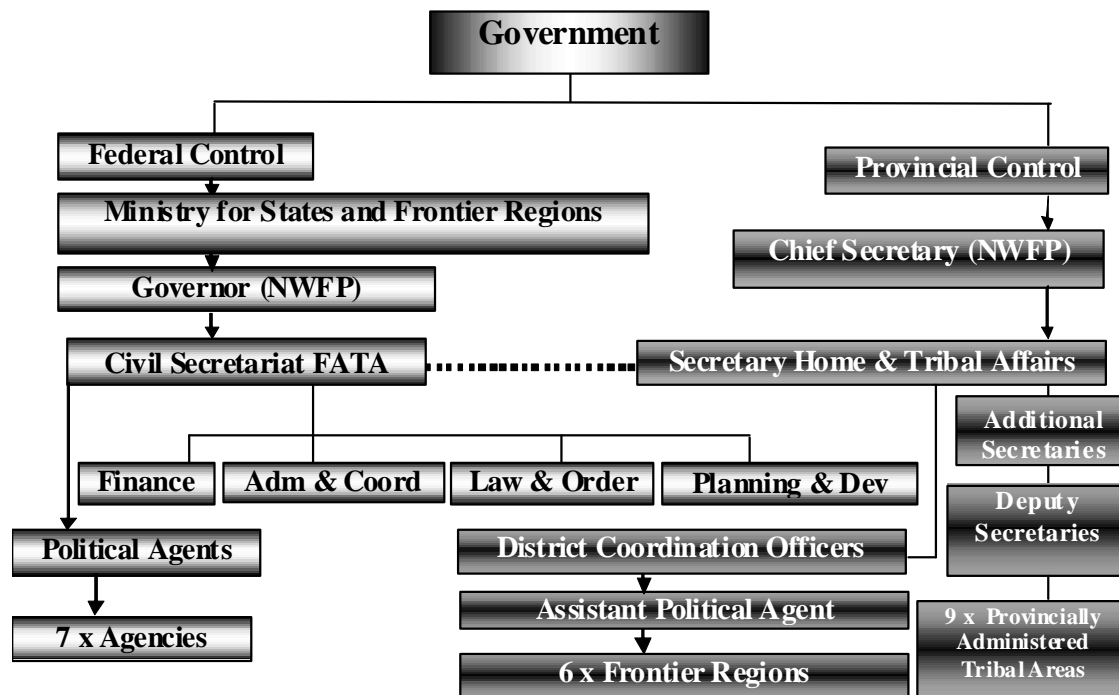 Government
Federal Control
Provincial Control
Ministry for States and Frontier Regions
Chief Secretary (NWFP)
Governor (NWFP)
Civil Secretariat FATA
Secretary Home & Tribal Affairs
Additional
Secretaries
Finance
Adm & Coord
Law & Order
Planning & Dev
Deputy
Secretaries
Political Agents
District Coordination Officers
Assistant Political Agent
7 x Agencies
9 x Provincially
Administered
Tribal Areas
6 x Frontier Regions